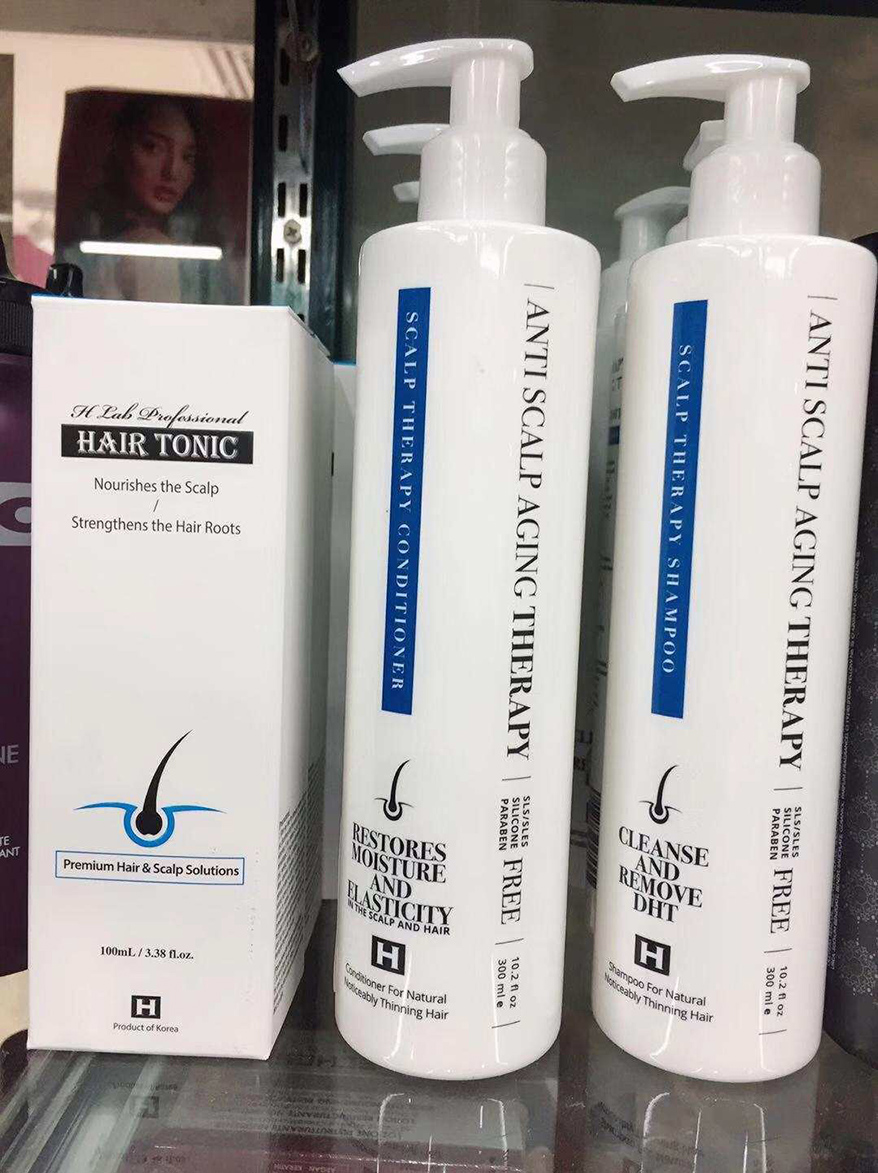 H Lab Professional
HAIR TONIC
Nourishes the Scalp
/
Strengthens the Hair Roots
Premium Hair & Scalp Solutions
100mL / 3.38 fl.oz.
H
Product of Korea
SCALP THERAPY CONDITIONER
| ANTI SCALP AGING THERAPY |
SLS/SLES
SILICONE
PARABEN
FREE |
10.2 fl oz
300 ml e |
RESTORES
MOISTURE
AND
ELASTICITY
IN THE SCALP AND HAIR
H
Conditioner For Natural
Noticeably Thinning Hair
SCALP THERAPY SHAMPOO
| ANTI SCALP AGING THERAPY |
SLS/SLES
SILICONE
PARABEN
FREE |
10.2 fl oz
300 ml e |
CLEANSE
AND
REMOVE
DHT
H
Shampoo For Natural
Noticeably Thinning Hair